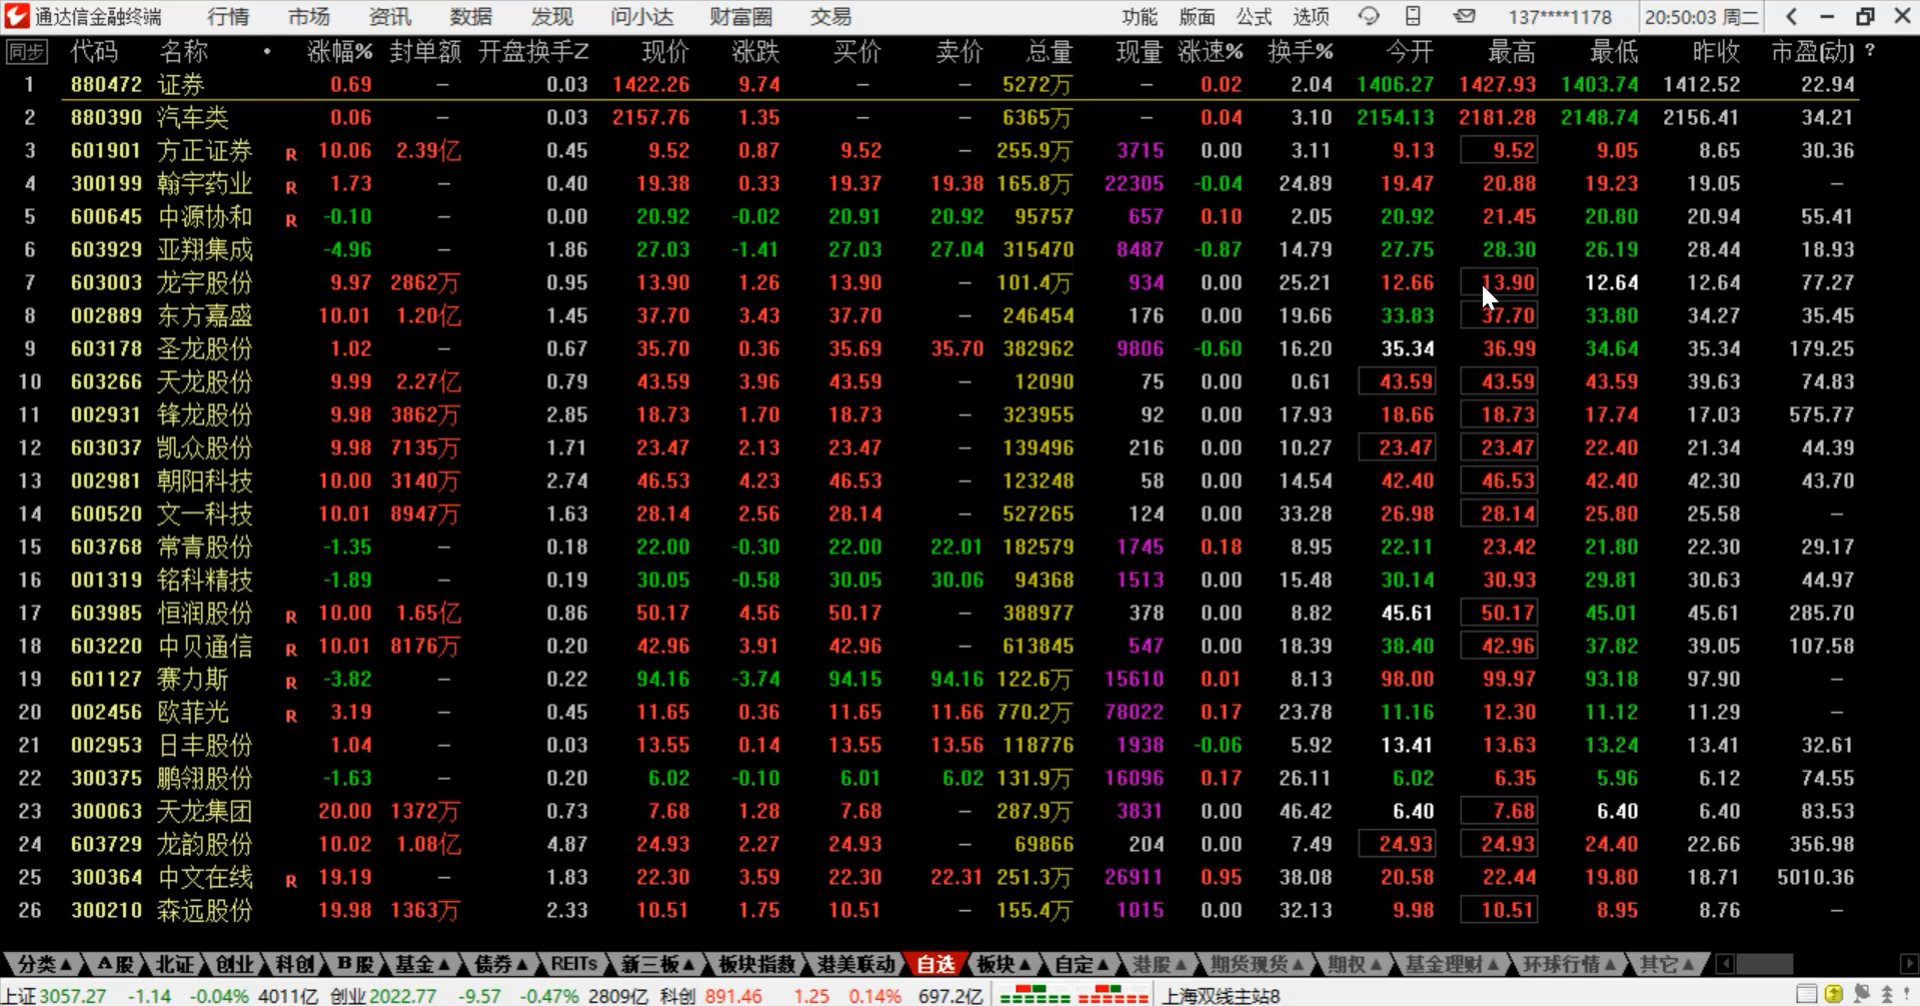 通达信金融终端 行情 市场 资讯 数据 发现 问小达 财富圈 交易 功能 版面 公式 选项 137****1178 20:50:03 周二
同步 代码 名称 • 涨幅% 封单额 开盘换手Z 现价 涨跌 买价 卖价 总量 现量 涨速% 换手% 今开 最高 最低 昨收 市盈(动) ?
1 880472 证券 0.69 — 0.03 1422.26 9.74 — — 5272万 — 0.02 2.04 1406.27 1427.93 1403.74 1412.52 22.94
2 880390 汽车类 0.06 — 0.03 2157.76 1.35 — — 6365万 — 0.04 3.10 2154.13 2181.28 2148.74 2156.41 34.21
3 601901 方正证券 R 10.06 2.39亿 0.45 9.52 0.87 9.52 — 255.9万 3715 0.00 3.11 9.13 9.52 9.05 8.65 30.36
4 300199 翰宇药业 R 1.73 — 0.40 19.38 0.33 19.37 19.38 165.8万 22305 -0.04 24.89 19.47 20.88 19.23 19.05 —
5 600645 中源协和 R -0.10 — 0.00 20.92 -0.02 20.91 20.92 95757 657 0.10 2.05 20.92 21.45 20.80 20.94 55.41
6 603929 亚翔集成 -4.96 — 1.86 27.03 -1.41 27.03 27.04 315470 8487 -0.87 14.79 27.75 28.30 26.19 28.44 18.93
7 603003 龙宇股份 9.97 2862万 0.95 13.90 1.26 13.90 — 101.4万 934 0.00 25.21 12.66 13.90 12.64 12.64 77.27
8 002889 东方嘉盛 10.01 1.20亿 1.45 37.70 3.43 37.70 — 246454 176 0.00 19.66 33.83 37.70 33.80 34.27 35.45
9 603178 圣龙股份 1.02 — 0.67 35.70 0.36 35.69 35.70 382962 9806 -0.60 16.20 35.34 36.99 34.64 35.34 179.25
10 603266 天龙股份 9.99 2.27亿 0.79 43.59 3.96 43.59 — 12090 75 0.00 0.61 43.59 43.59 43.59 39.63 74.83
11 002931 锋龙股份 9.98 3862万 2.85 18.73 1.70 18.73 — 323955 92 0.00 17.93 18.66 18.73 17.74 17.03 575.77
12 603037 凯众股份 9.98 7135万 1.71 23.47 2.13 23.47 — 139496 216 0.00 10.27 23.47 23.47 22.40 21.34 44.39
13 002981 朝阳科技 10.00 3140万 2.74 46.53 4.23 46.53 — 123248 58 0.00 14.54 42.40 46.53 42.40 42.30 43.70
14 600520 文一科技 10.01 8947万 1.63 28.14 2.56 28.14 — 527265 124 0.00 33.28 26.98 28.14 25.80 25.58 —
15 603768 常青股份 -1.35 — 0.18 22.00 -0.30 22.00 22.01 182579 1745 0.18 8.95 22.11 23.42 21.80 22.30 29.17
16 001319 铭科精技 -1.89 — 0.19 30.05 -0.58 30.05 30.06 94368 1513 0.00 15.48 30.14 30.93 29.81 30.63 44.97
17 603985 恒润股份 R 10.00 1.65亿 0.86 50.17 4.56 50.17 — 388977 378 0.00 8.82 45.61 50.17 45.01 45.61 285.70
18 603220 中贝通信 R 10.01 8176万 0.20 42.96 3.91 42.96 — 613845 547 0.00 18.39 38.40 42.96 37.82 39.05 107.58
19 601127 赛力斯 R -3.82 — 0.22 94.16 -3.74 94.15 94.16 122.6万 15610 0.01 8.13 98.00 99.97 93.18 97.90 —
20 002456 欧菲光 R 3.19 — 0.45 11.65 0.36 11.65 11.66 770.2万 78022 0.17 23.78 11.16 12.30 11.12 11.29 —
21 002953 日丰股份 1.04 — 0.03 13.55 0.14 13.55 13.56 118776 1938 -0.06 5.92 13.41 13.63 13.24 13.41 32.61
22 300375 鹏翎股份 -1.63 — 0.20 6.02 -0.10 6.01 6.02 131.9万 16096 0.17 26.11 6.02 6.35 5.96 6.12 74.55
23 300063 天龙集团 20.00 1372万 0.73 7.68 1.28 7.68 — 287.9万 3831 0.00 46.42 6.40 7.68 6.40 6.40 83.53
24 603729 龙韵股份 10.02 1.08亿 4.87 24.93 2.27 24.93 — 69866 204 0.00 7.49 24.93 24.93 24.40 22.66 356.98
25 300364 中文在线 R 19.19 — 1.83 22.30 3.59 22.30 22.31 251.3万 26911 0.95 38.08 20.58 22.44 19.80 18.71 5010.36
26 300210 森远股份 19.98 1363万 2.33 10.51 1.75 10.51 — 155.4万 1015 0.00 32.13 9.98 10.51 8.95 8.76 —
分类▲ A股 北证 创业 科创 B股 基金▲ 债券▲ REITs 新三板▲ 板块指数 港美联动 自选 板块▲ 自定▲ 港股▲ 期货现货▲ 期权▲ 基金理财▲ 环球行情▲ 其它▲
上证3057.27 -1.14 -0.04% 4011亿 创业2022.77 -9.57 -0.47% 2809亿 科创 891.46 1.25 0.14% 697.2亿 上海双线主站8